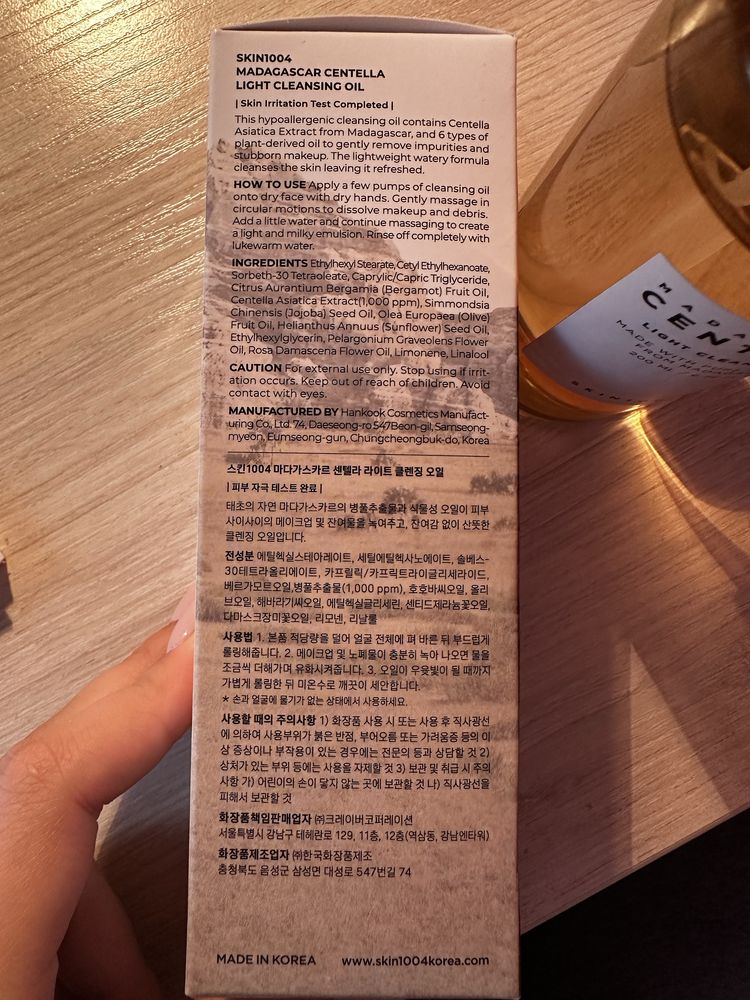 SKIN1004
MADAGASCAR CENTELLA
LIGHT CLEANSING OIL
| Skin Irritation Test Completed |
This hypoallergenic cleansing oil contains Centella
Asiatica Extract from Madagascar, and 6 types of
plant-derived oil to gently remove impurities and
stubborn makeup. The lightweight watery formula
cleanses the skin leaving it refreshed.
HOW TO USE Apply a few pumps of cleansing oil
onto dry face with dry hands. Gently massage in
circular motions to dissolve makeup and debris.
Add a little water and continue massaging to create
a light and milky emulsion. Rinse off completely with
lukewarm water.
INGREDIENTS Ethylhexyl Stearate, Cetyl Ethylhexanoate,
Sorbeth-30 Tetraoleate, Caprylic/Capric Triglyceride,
Citrus Aurantium Bergamia (Bergamot) Fruit Oil,
Centella Asiatica Extract(1,000 ppm), Simmondsia
Chinensis (Jojoba) Seed Oil, Olea Europaea (Olive)
Fruit Oil, Helianthus Annuus (Sunflower) Seed Oil,
Ethylhexylglycerin, Pelargonium Graveolens Flower
Oil, Rosa Damascena Flower Oil, Limonene, Linalool
CAUTION For external use only. Stop using if irrit-
ation occurs. Keep out of reach of children. Avoid
contact with eyes.
MANUFACTURED BY Hankook Cosmetics Manufact-
uring Co., Ltd. 74, Daeseong-ro 547Beon-gil, Samseong-
myeon, Eumseong-gun, Chungcheongbuk-do, Korea
스킨1004 마다가스카르 센텔라 라이트 클렌징 오일
| 피부 자극 테스트 완료 |
태초의 자연 마다가스카르의 병풀추출물과 식물성 오일이 피부
사이사이의 메이크업 및 잔여물을 녹여주고, 잔여감 없이 산뜻한
클렌징 오일입니다.
전성분 에틸헥실스테아레이트, 세틸에틸헥사노에이트, 솔베스-
30테트라올리에이트, 카프릴릭/카프릭트라이글리세라이드,
베르가모트오일,병풀추출물(1,000 ppm), 호호바씨오일, 올리
브오일, 해바라기씨오일, 에틸헥실글리세린, 센티드제라늄꽃오일,
다마스크장미꽃오일, 리모넨, 리날룰
사용법 1. 본품 적당량을 덜어 얼굴 전체에 펴 바른 뒤 부드럽게
롤링해줍니다. 2. 메이크업 및 노폐물이 충분히 녹아 나오면 물을
조금씩 더해가며 유화시켜줍니다. 3. 오일이 우윳빛이 될 때까지
가볍게 롤링한 뒤 미온수로 깨끗이 세안합니다.
* 손과 얼굴에 물기가 없는 상태에서 사용하세요.
사용할 때의 주의사항 1) 화장품 사용 시 또는 사용 후 직사광선
에 의하여 사용부위가 붉은 반점, 부어오름 또는 가려움증 등의 이
상 증상이나 부작용이 있는 경우에는 전문의 등과 상담할 것 2)
상처가 있는 부위 등에는 사용을 자제할 것 3) 보관 및 취급 시 주의
사항 가) 어린이의 손이 닿지 않는 곳에 보관할 것 나) 직사광선을
피해서 보관할 것
화장품책임판매업자 ㈜크레이버코퍼레이션
서울특별시 강남구 테헤란로 129, 11층, 12층(역삼동, 강남엔타워)
화장품제조업자 ㈜한국화장품제조
충청북도 음성군 삼성면 대성로 547번길 74
MADE IN KOREA www.skin1004korea.com
MADA
CENT
LIGHT CLEA
MADE WITH
FROM MA
200 ML
SKIN1